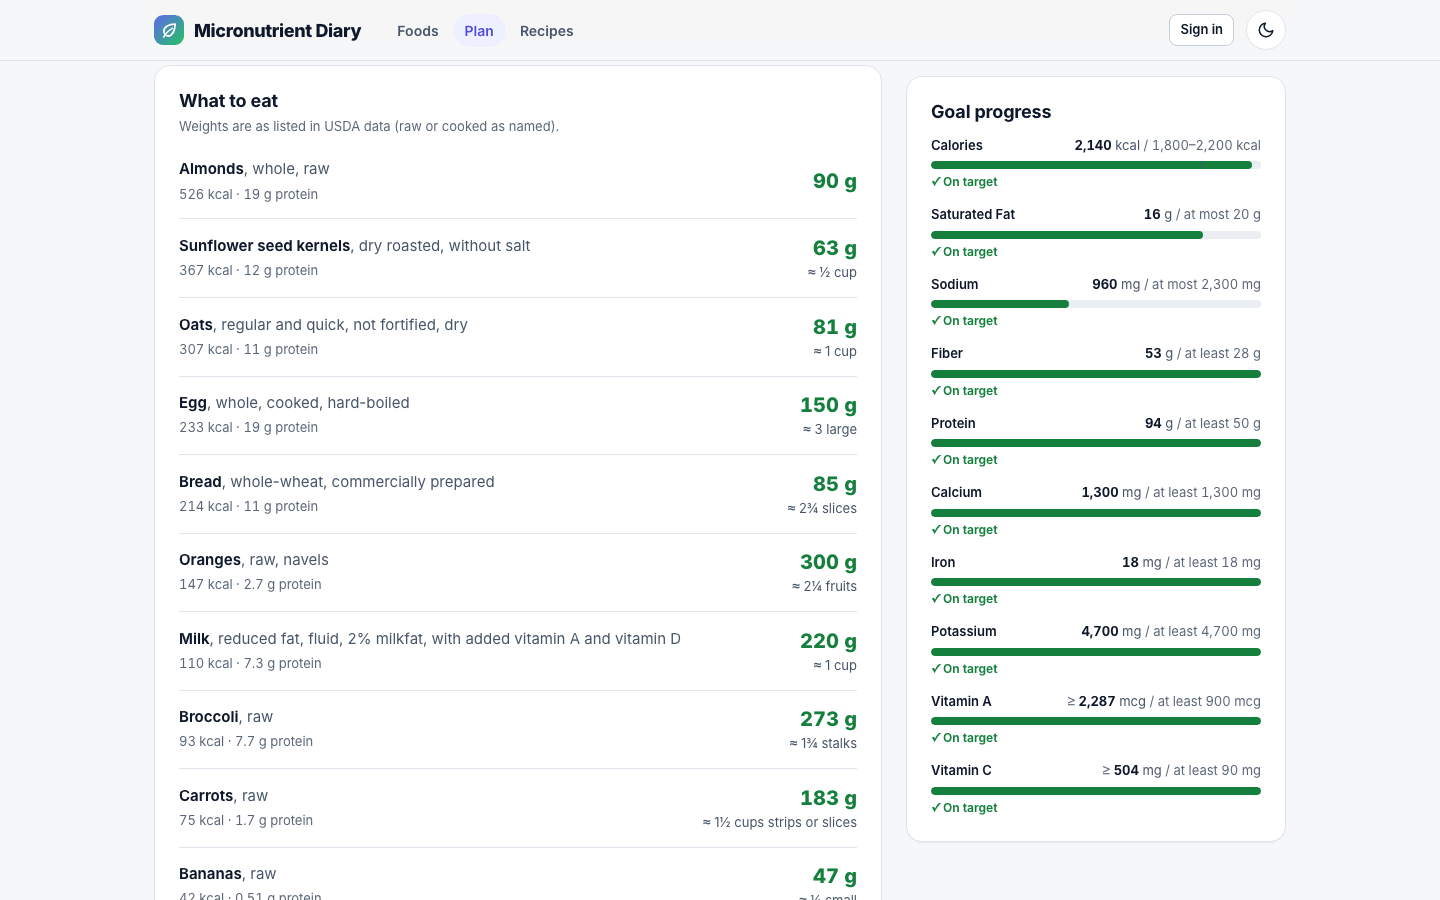 Micronutrient Diary
Foods
Plan
Recipes
Sign in
What to eat
Weights are as listed in USDA data (raw or cooked as named).
Almonds, whole, raw
526 kcal · 19 g protein
90 g
Sunflower seed kernels, dry roasted, without salt
367 kcal · 12 g protein
63 g
≈ ½ cup
Oats, regular and quick, not fortified, dry
307 kcal · 11 g protein
81 g
≈ 1 cup
Egg, whole, cooked, hard-boiled
233 kcal · 19 g protein
150 g
≈ 3 large
Bread, whole-wheat, commercially prepared
214 kcal · 11 g protein
85 g
≈ 2¾ slices
Oranges, raw, navels
147 kcal · 2.7 g protein
300 g
≈ 2¼ fruits
Milk, reduced fat, fluid, 2% milkfat, with added vitamin A and vitamin D
110 kcal · 7.3 g protein
220 g
≈ 1 cup
Broccoli, raw
93 kcal · 7.7 g protein
273 g
≈ 1¾ stalks
Carrots, raw
75 kcal · 1.7 g protein
183 g
≈ 1½ cups strips or slices
Bananas, raw
42 kcal · 0.51 g protein
47 g
≈ ½ small
Goal progress
Calories
2,140 kcal / 1,800–2,200 kcal
✓ On target
Saturated Fat
16 g / at most 20 g
✓ On target
Sodium
960 mg / at most 2,300 mg
✓ On target
Fiber
53 g / at least 28 g
✓ On target
Protein
94 g / at least 50 g
✓ On target
Calcium
1,300 mg / at least 1,300 mg
✓ On target
Iron
18 mg / at least 18 mg
✓ On target
Potassium
4,700 mg / at least 4,700 mg
✓ On target
Vitamin A
≥ 2,287 mcg / at least 900 mcg
✓ On target
Vitamin C
≥ 504 mg / at least 90 mg
✓ On target